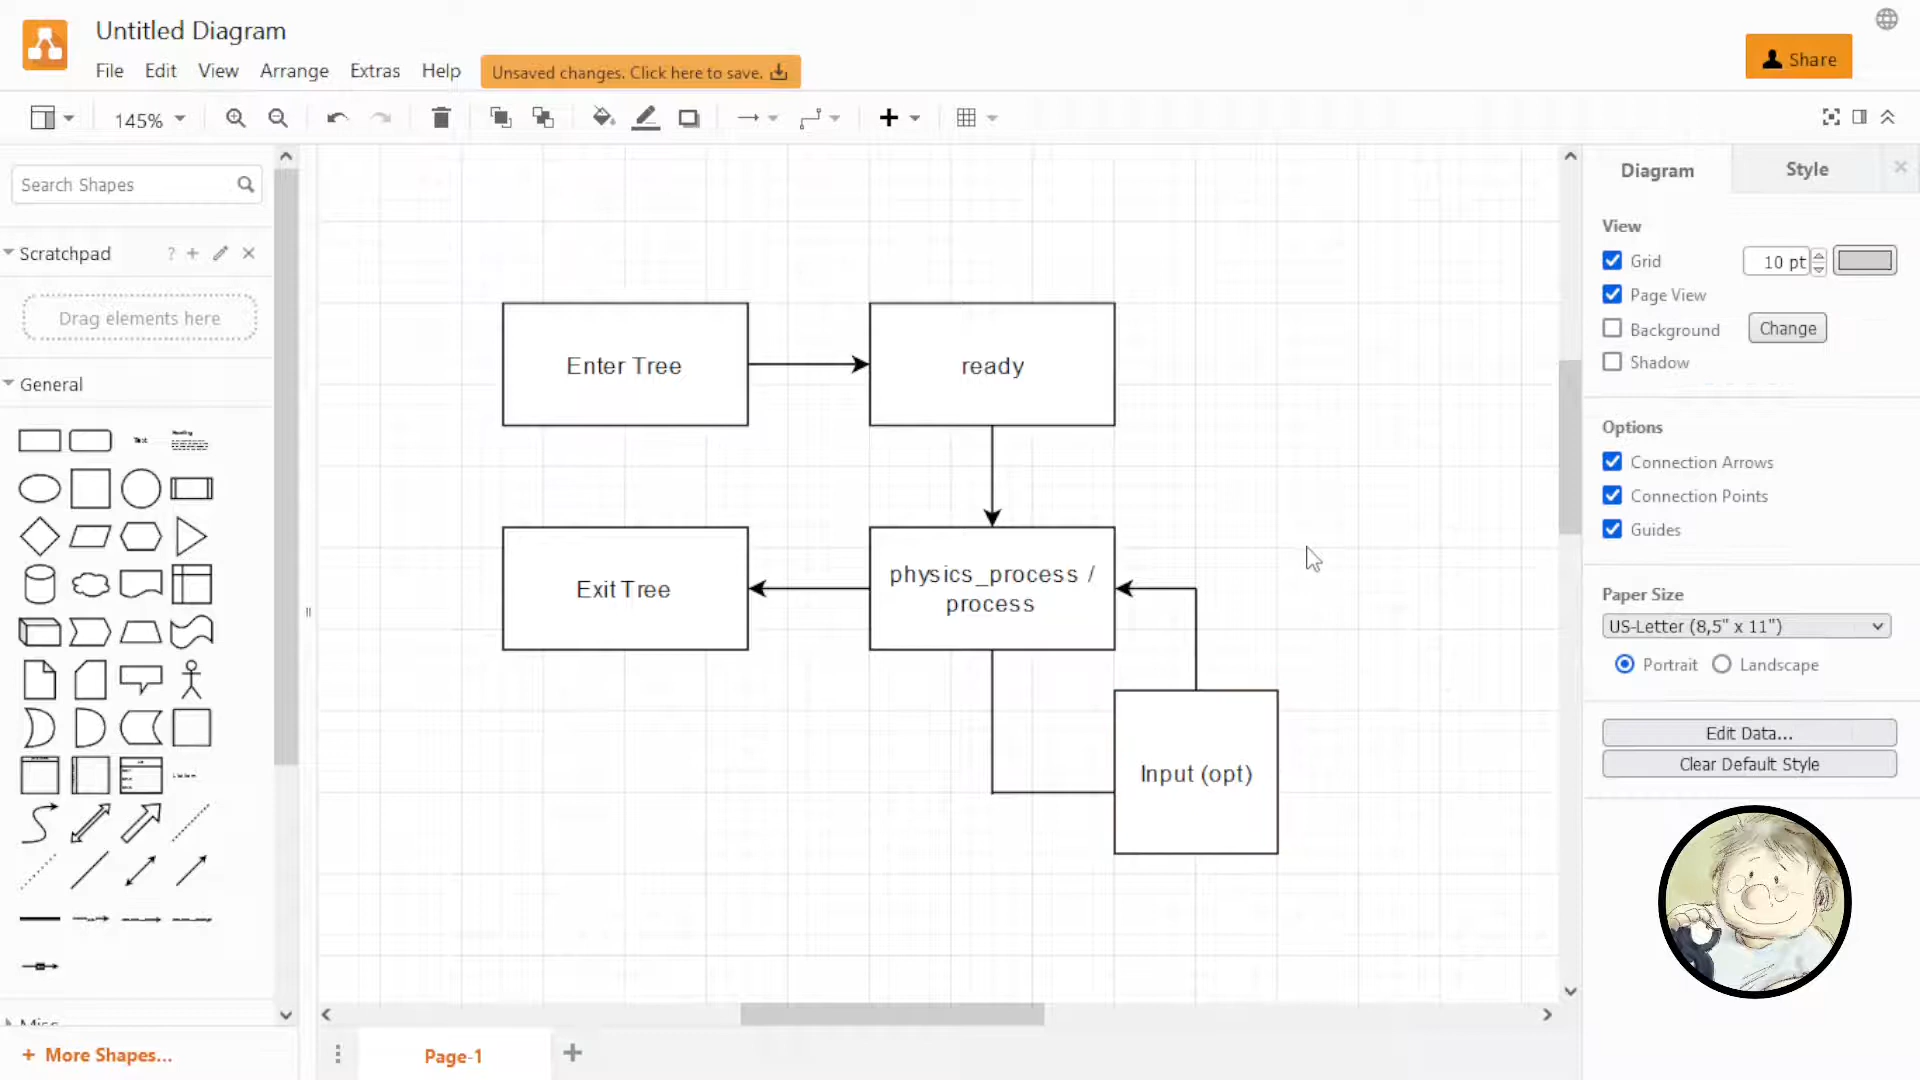 Untitled Diagram
File Edit View Arrange Extras Help
Unsaved changes. Click here to save.
Share
145%
Search Shapes
Scratchpad
?
Drag elements here
General
Text
Heading
More Shapes...
Enter Tree
ready
Exit Tree
physics_process /
process
Input (opt)
Page-1
Diagram
Style
View
Grid
10 pt
Page View
Background
Change
Shadow
Options
Connection Arrows
Connection Points
Guides
Paper Size
US-Letter (8,5" x 11")
Portrait
Landscape
Edit Data...
Clear Default Style